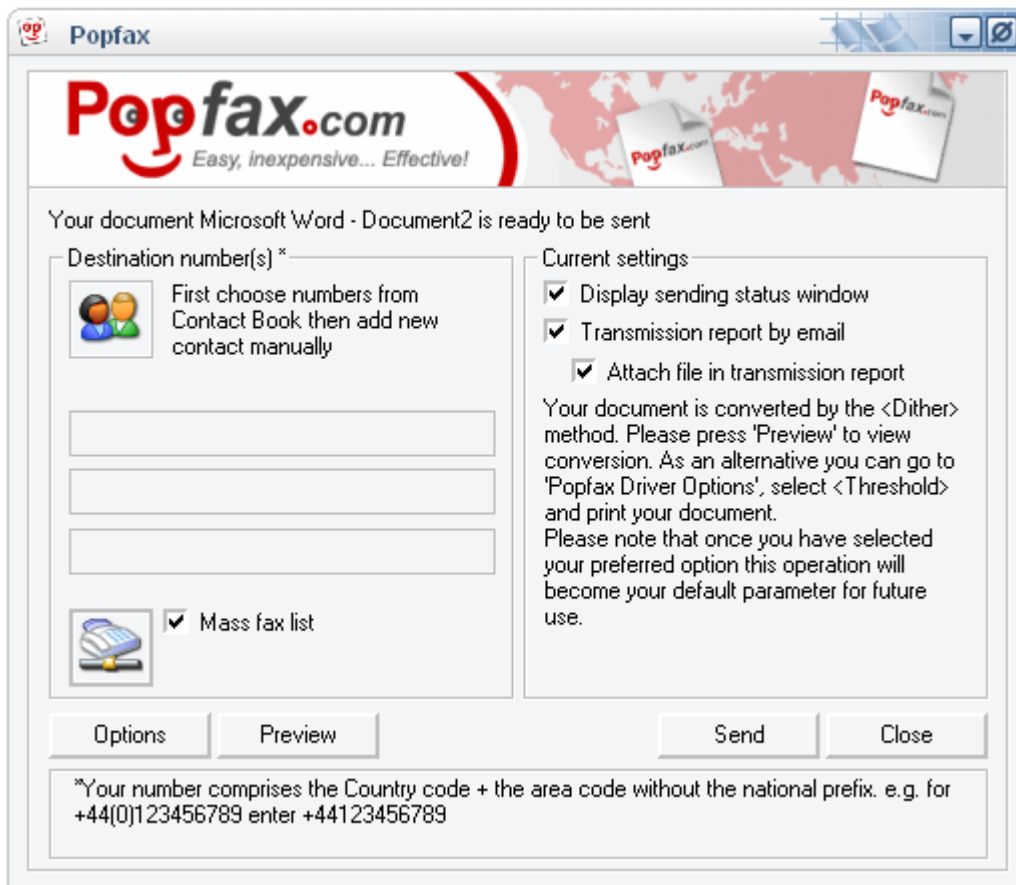 Popfax
Popfax.com
Easy, inexpensive... Effective!
Popfax.com
Popfax.com
Your document Microsoft Word - Document2 is ready to be sent
Destination number(s) *
First choose numbers from
Contact Book then add new
contact manually
Mass fax list
Current settings
Display sending status window
Transmission report by email
Attach file in transmission report
Your document is converted by the <Dither>
method. Please press 'Preview' to view
conversion. As an alternative you can go to
'Popfax Driver Options', select <Threshold>
and print your document.
Please note that once you have selected
your preferred option this operation will
become your default parameter for future
use.
Options
Preview
Send
Close
*Your number comprises the Country code + the area code without the national prefix. e.g. for
+44(0)123456789 enter +44123456789